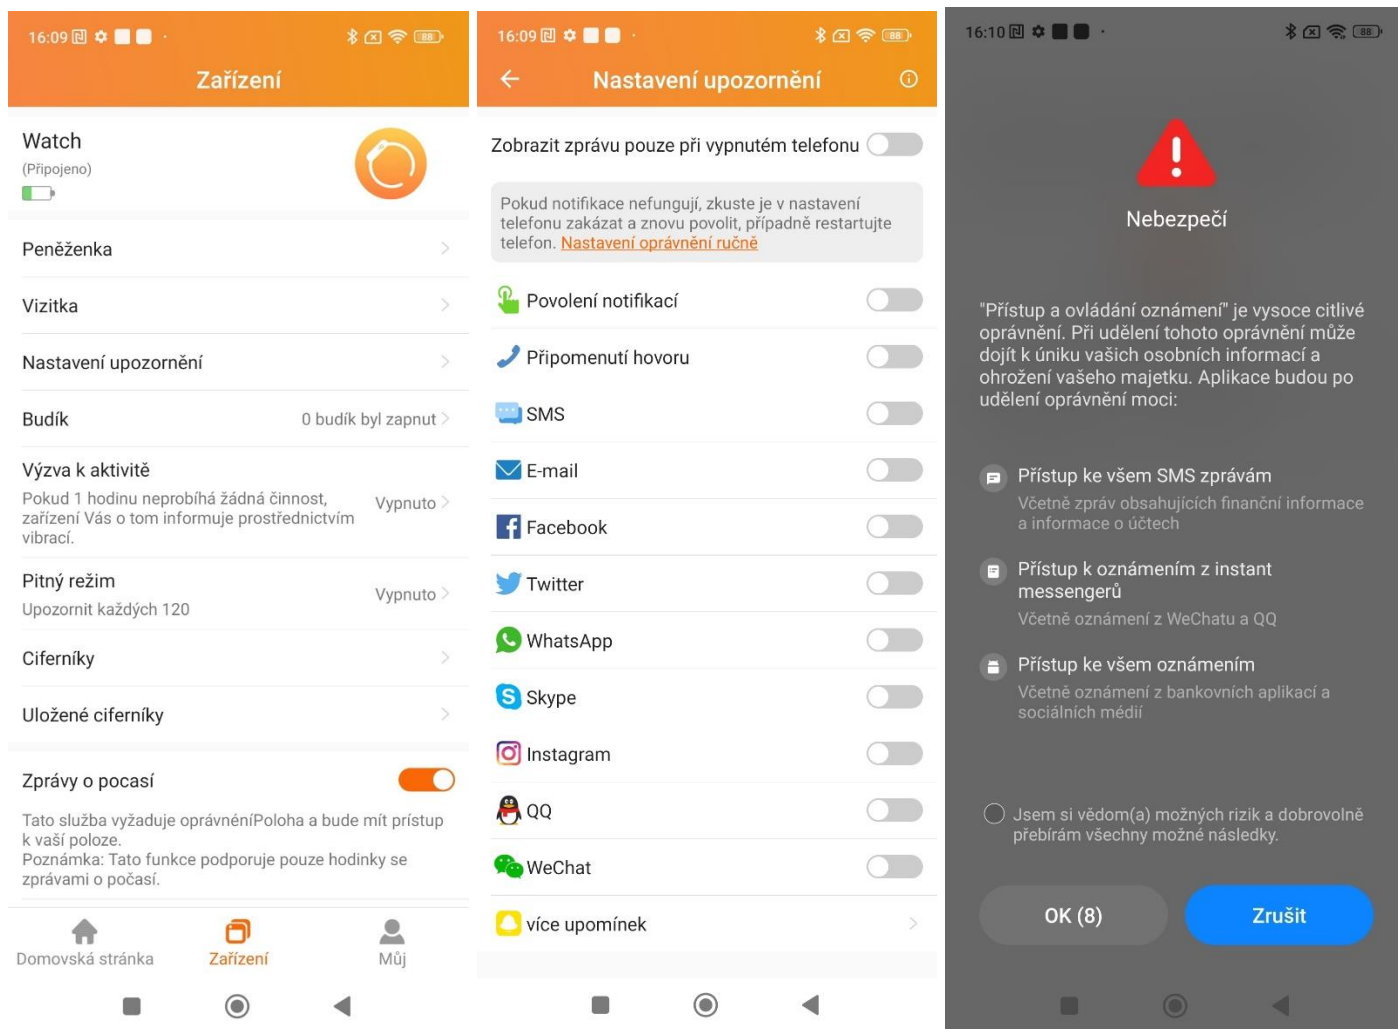 16:09
88
Zařízení
Watch
(Připojeno)
Peněženka
Vizitka
Nastavení upozornění
Budík
0 budík byl zapnut
Výzva k aktivitě
Pokud 1 hodinu neprobíhá žádná činnost,
zařízení Vás o tom informuje prostřednictvím
vibrací.
Vypnuto
Pitný režim
Upozornit každých 120
Vypnuto
Ciferníky
Uložené ciferníky
Zprávy o pocasí
Tato služba vyžaduje oprávnéníPoloha a bude mít prístup
k vaší poloze.
Poznámka: Tato funkce podporuje pouze hodinky se
zprávami o počasí.
Domovská stránka
Zařízení
Můj
16:09
88
Nastavení upozornění
Zobrazit zprávu pouze při vypnutém telefonu
Pokud notifikace nefungují, zkuste je v nastavení
telefonu zakázat a znovu povolit, případně restartujte
telefon. Nastavení oprávnění ručně
Povolení notifikací
Připomenutí hovoru
SMS
E-mail
Facebook
Twitter
WhatsApp
Skype
Instagram
QQ
WeChat
více upomínek
16:10
88
Nebezpečí
"Přístup a ovládání oznámení" je vysoce citlivé
oprávnění. Při udělení tohoto oprávnění může
dojít k úniku vašich osobních informací a
ohrožení vašeho majetku. Aplikace budou po
udělení oprávnění moci:
Přístup ke všem SMS zprávám
Včetně zpráv obsahujících finanční informace
a informace o účtech
Přístup k oznámením z instant
messengerů
Včetně oznámení z WeChatu a QQ
Přístup ke všem oznámením
Včetně oznámení z bankovních aplikací a
sociálních médií
Jsem si vědom(a) možných rizik a dobrovolně
přebírám všechny možné následky.
OK (8)
Zrušit